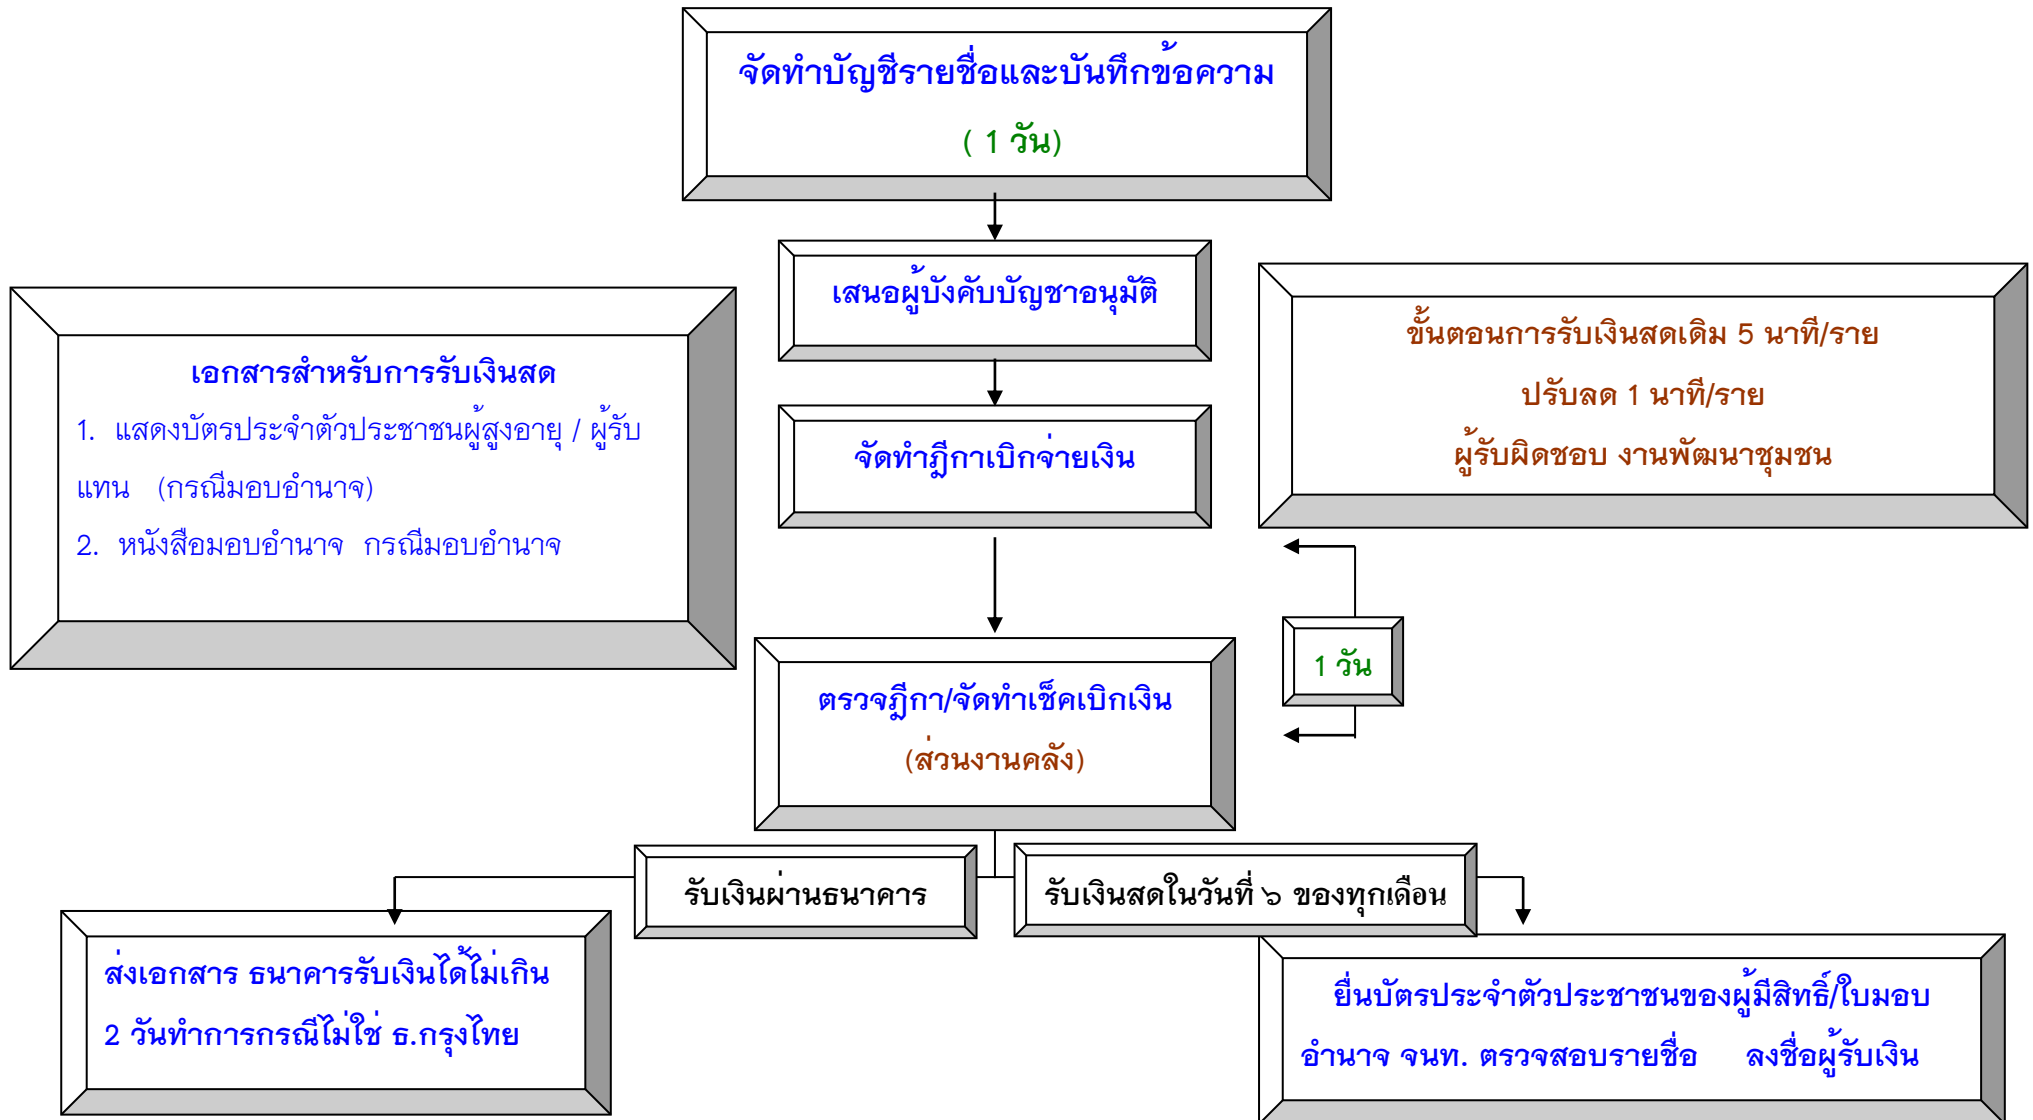 จัดทำบัญชีรายชื่อและบันทึกข้อความ
( 1 วัน)
เสนอผู้บังคับบัญชาอนุมัติ
เอกสารสำหรับการรับเงินสด
1. แสดงบัตรประจำตัวประชาชนผู้สูงอายุ / ผู้รับ
แทน (กรณีมอบอำนาจ)
2. หนังสือมอบอำนาจ กรณีมอบอำนาจ
จัดทำฎีกาเบิกจ่ายเงิน
ขั้นตอนการรับเงินสดเดิม 5 นาที/ราย
ปรับลด 1 นาที/ราย
ผู้รับผิดชอบ งานพัฒนาชุมชน
1 วัน
ตรวจฎีกา/จัดทำเช็คเบิกเงิน
(ส่วนงานคลัง)
รับเงินผ่านธนาคาร
รับเงินสดในวันที่ ๖ ของทุกเดือน
ส่งเอกสาร ธนาคารรับเงินได้ไม่เกิน
2 วันทำการกรณีไม่ใช่ ธ.กรุงไทย
ยื่นบัตรประจำตัวประชาชนของผู้มีสิทธิ์/ใบมอบ
อำนาจ จนท. ตรวจสอบรายชื่อ ลงชื่อผู้รับเงิน